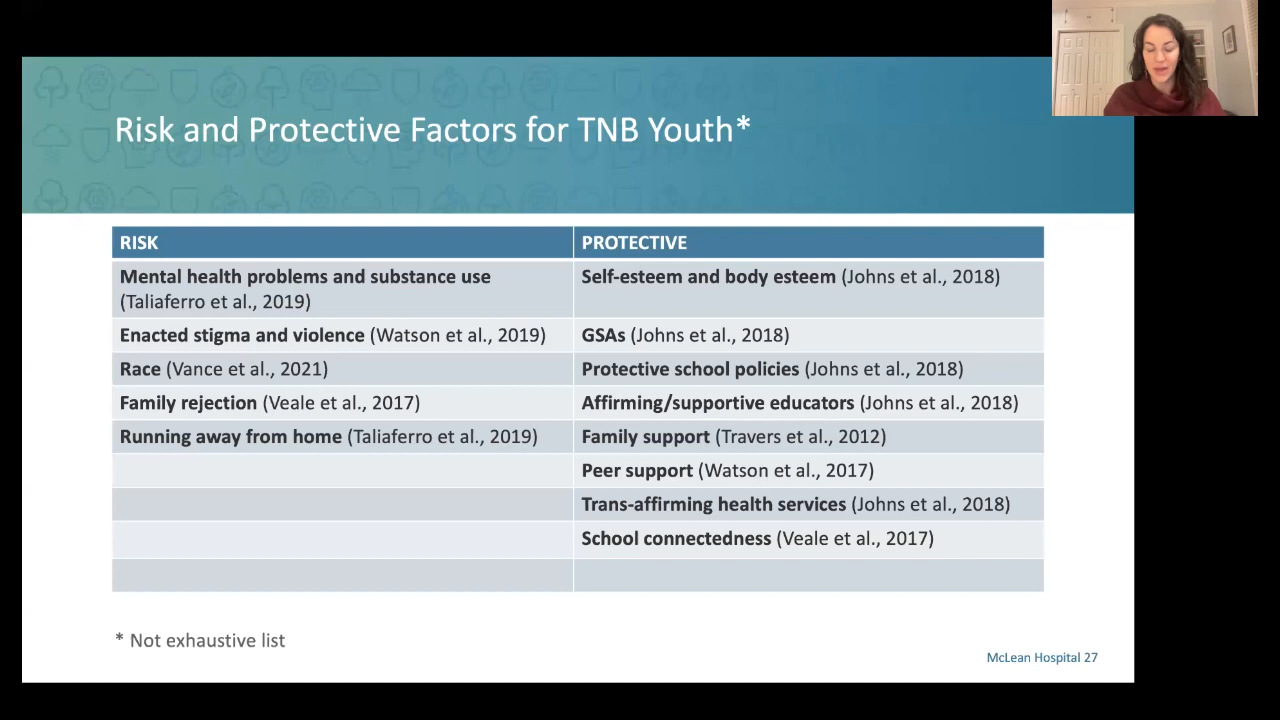 Risk and Protective Factors for TNB Youth*
RISK
PROTECTIVE
Mental health problems and substance use
(Taliaferro et al., 2019)
Self-esteem and body esteem (Johns et al., 2018)
Enacted stigma and violence (Watson et al., 2019)
GSAs (Johns et al., 2018)
Race (Vance et al., 2021)
Protective school policies (Johns et al., 2018)
Family rejection (Veale et al., 2017)
Affirming/supportive educators (Johns et al., 2018)
Running away from home (Taliaferro et al., 2019)
Family support (Travers et al., 2012)
Peer support (Watson et al., 2017)
Trans-affirming health services (Johns et al., 2018)
School connectedness (Veale et al., 2017)
* Not exhaustive list
McLean Hospital 27